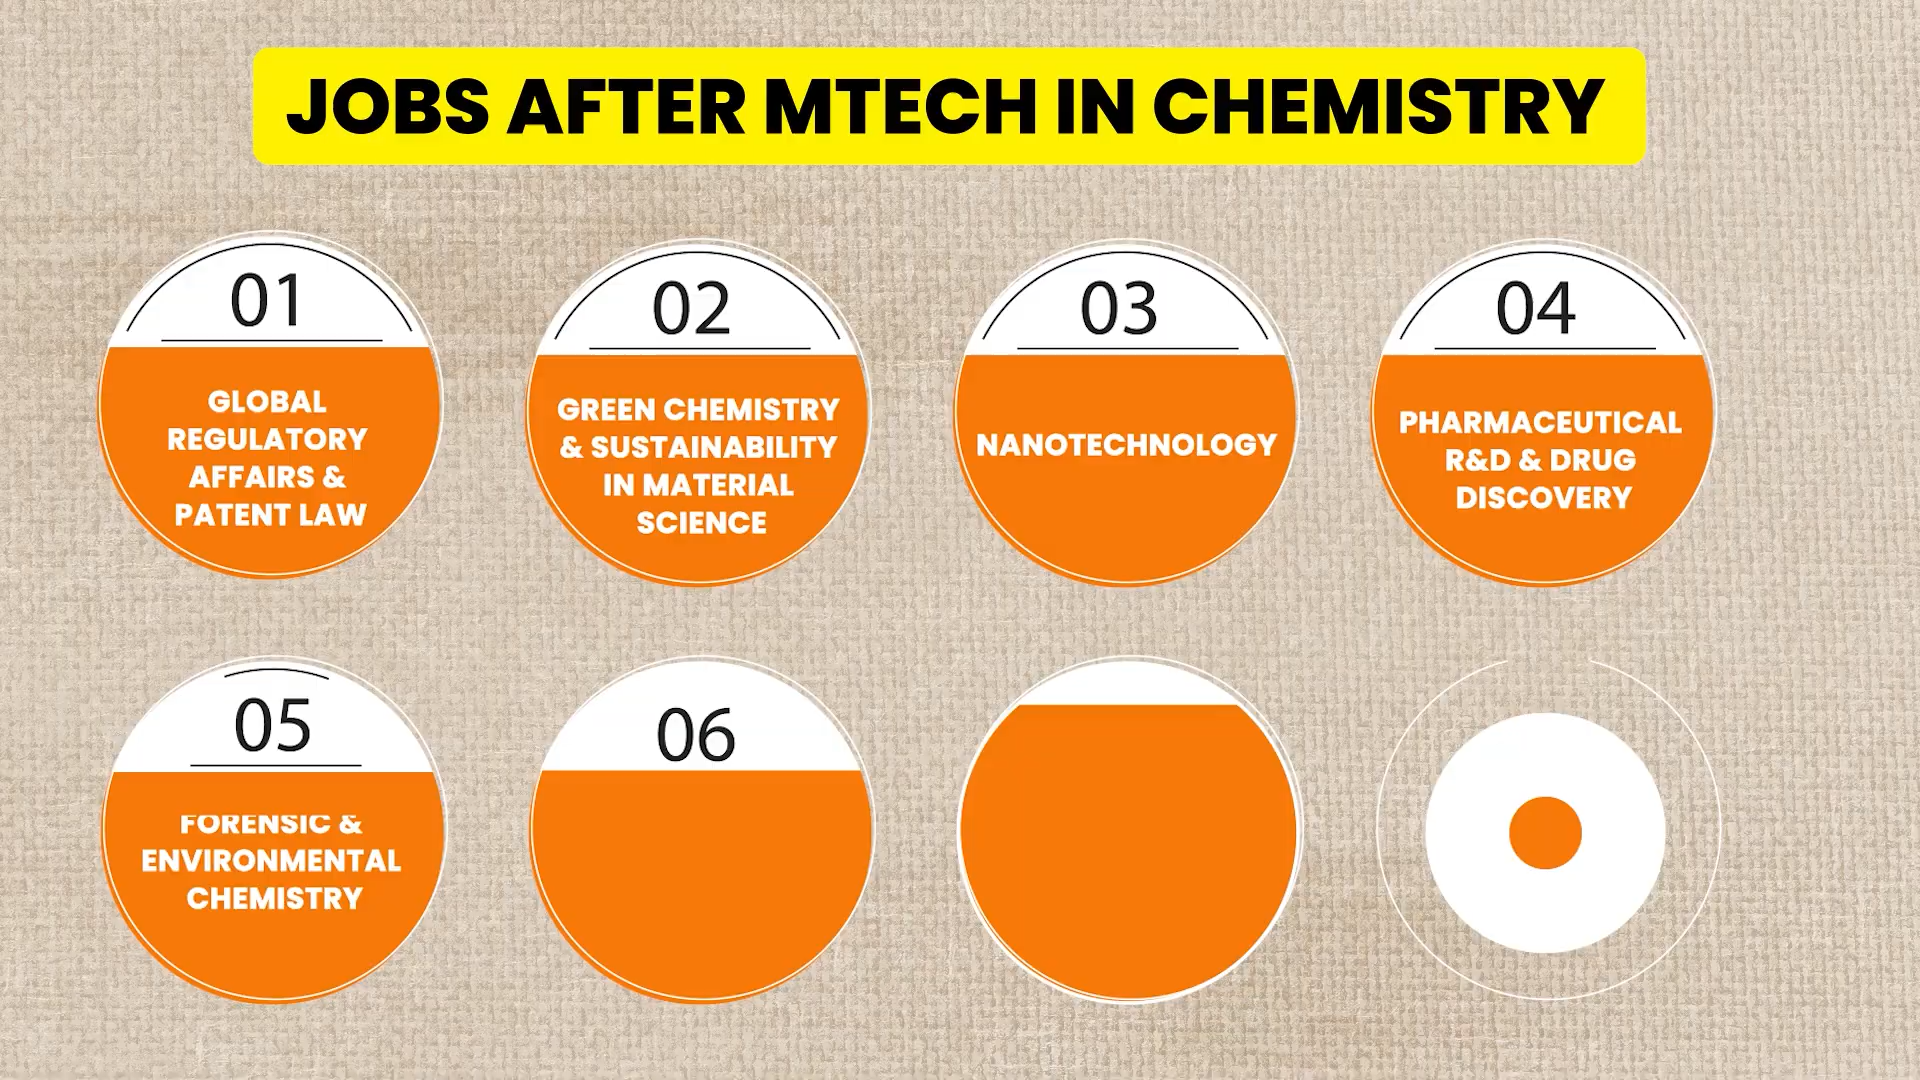 JOBS AFTER MTECH IN CHEMISTRY
01
GLOBAL
REGULATORY
AFFAIRS &
PATENT LAW
02
GREEN CHEMISTRY
& SUSTAINABILITY
IN MATERIAL
SCIENCE
03
NANOTECHNOLOGY
04
PHARMACEUTICAL
R&D & DRUG
DISCOVERY
05
FORENSIC &
ENVIRONMENTAL
CHEMISTRY
06